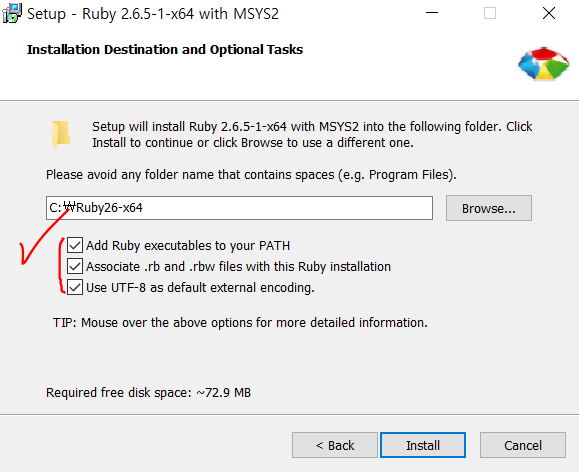 Setup - Ruby 2.6.5-1-x64 with MSYS2
Installation Destination and Optional Tasks
Setup will install Ruby 2.6.5-1-x64 with MSYS2 into the following folder. Click
Install to continue or click Browse to use a different one.
Please avoid any folder name that contains spaces (e.g. Program Files).
C:₩Ruby26-x64
Browse...
Add Ruby executables to your PATH
Associate .rb and .rbw files with this Ruby installation
Use UTF-8 as default external encoding.
TIP: Mouse over the above options for more detailed information.
Required free disk space: ~72.9 MB
< Back
Install
Cancel